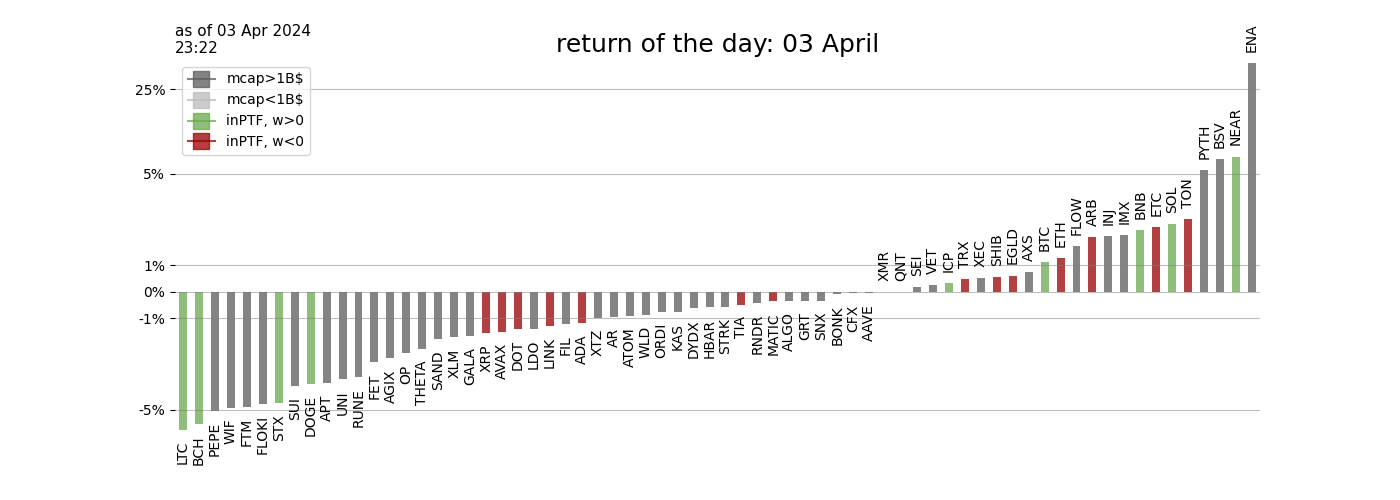 as of 03 Apr 2024
23:22
return of the day: 03 April
mcap>1B$
mcap<1B$
inPTF, w>0
inPTF, w<0
25%
5%
1%
0%
-1%
-5%
LTC
BCH
PEPE
WIF
FTM
FLOKI
STX
SUI
DOGE
APT
UNI
RUNE
FET
AGIX
OP
THETA
SAND
XLM
GALA
XRP
AVAX
DOT
LDO
LINK
FIL
ADA
XTZ
AR
ATOM
WLD
ORDI
KAS
DYDX
HBAR
STRK
TIA
RNDR
MATIC
ALGO
GRT
SNX
BONK
CFX
AAVE
XMR
QNT
SEI
VET
ICP
TRX
XEC
SHIB
EGLD
AXS
BTC
ETH
FLOW
ARB
INJ
IMX
BNB
ETC
SOL
TON
PYTH
BSV
NEAR
ENA